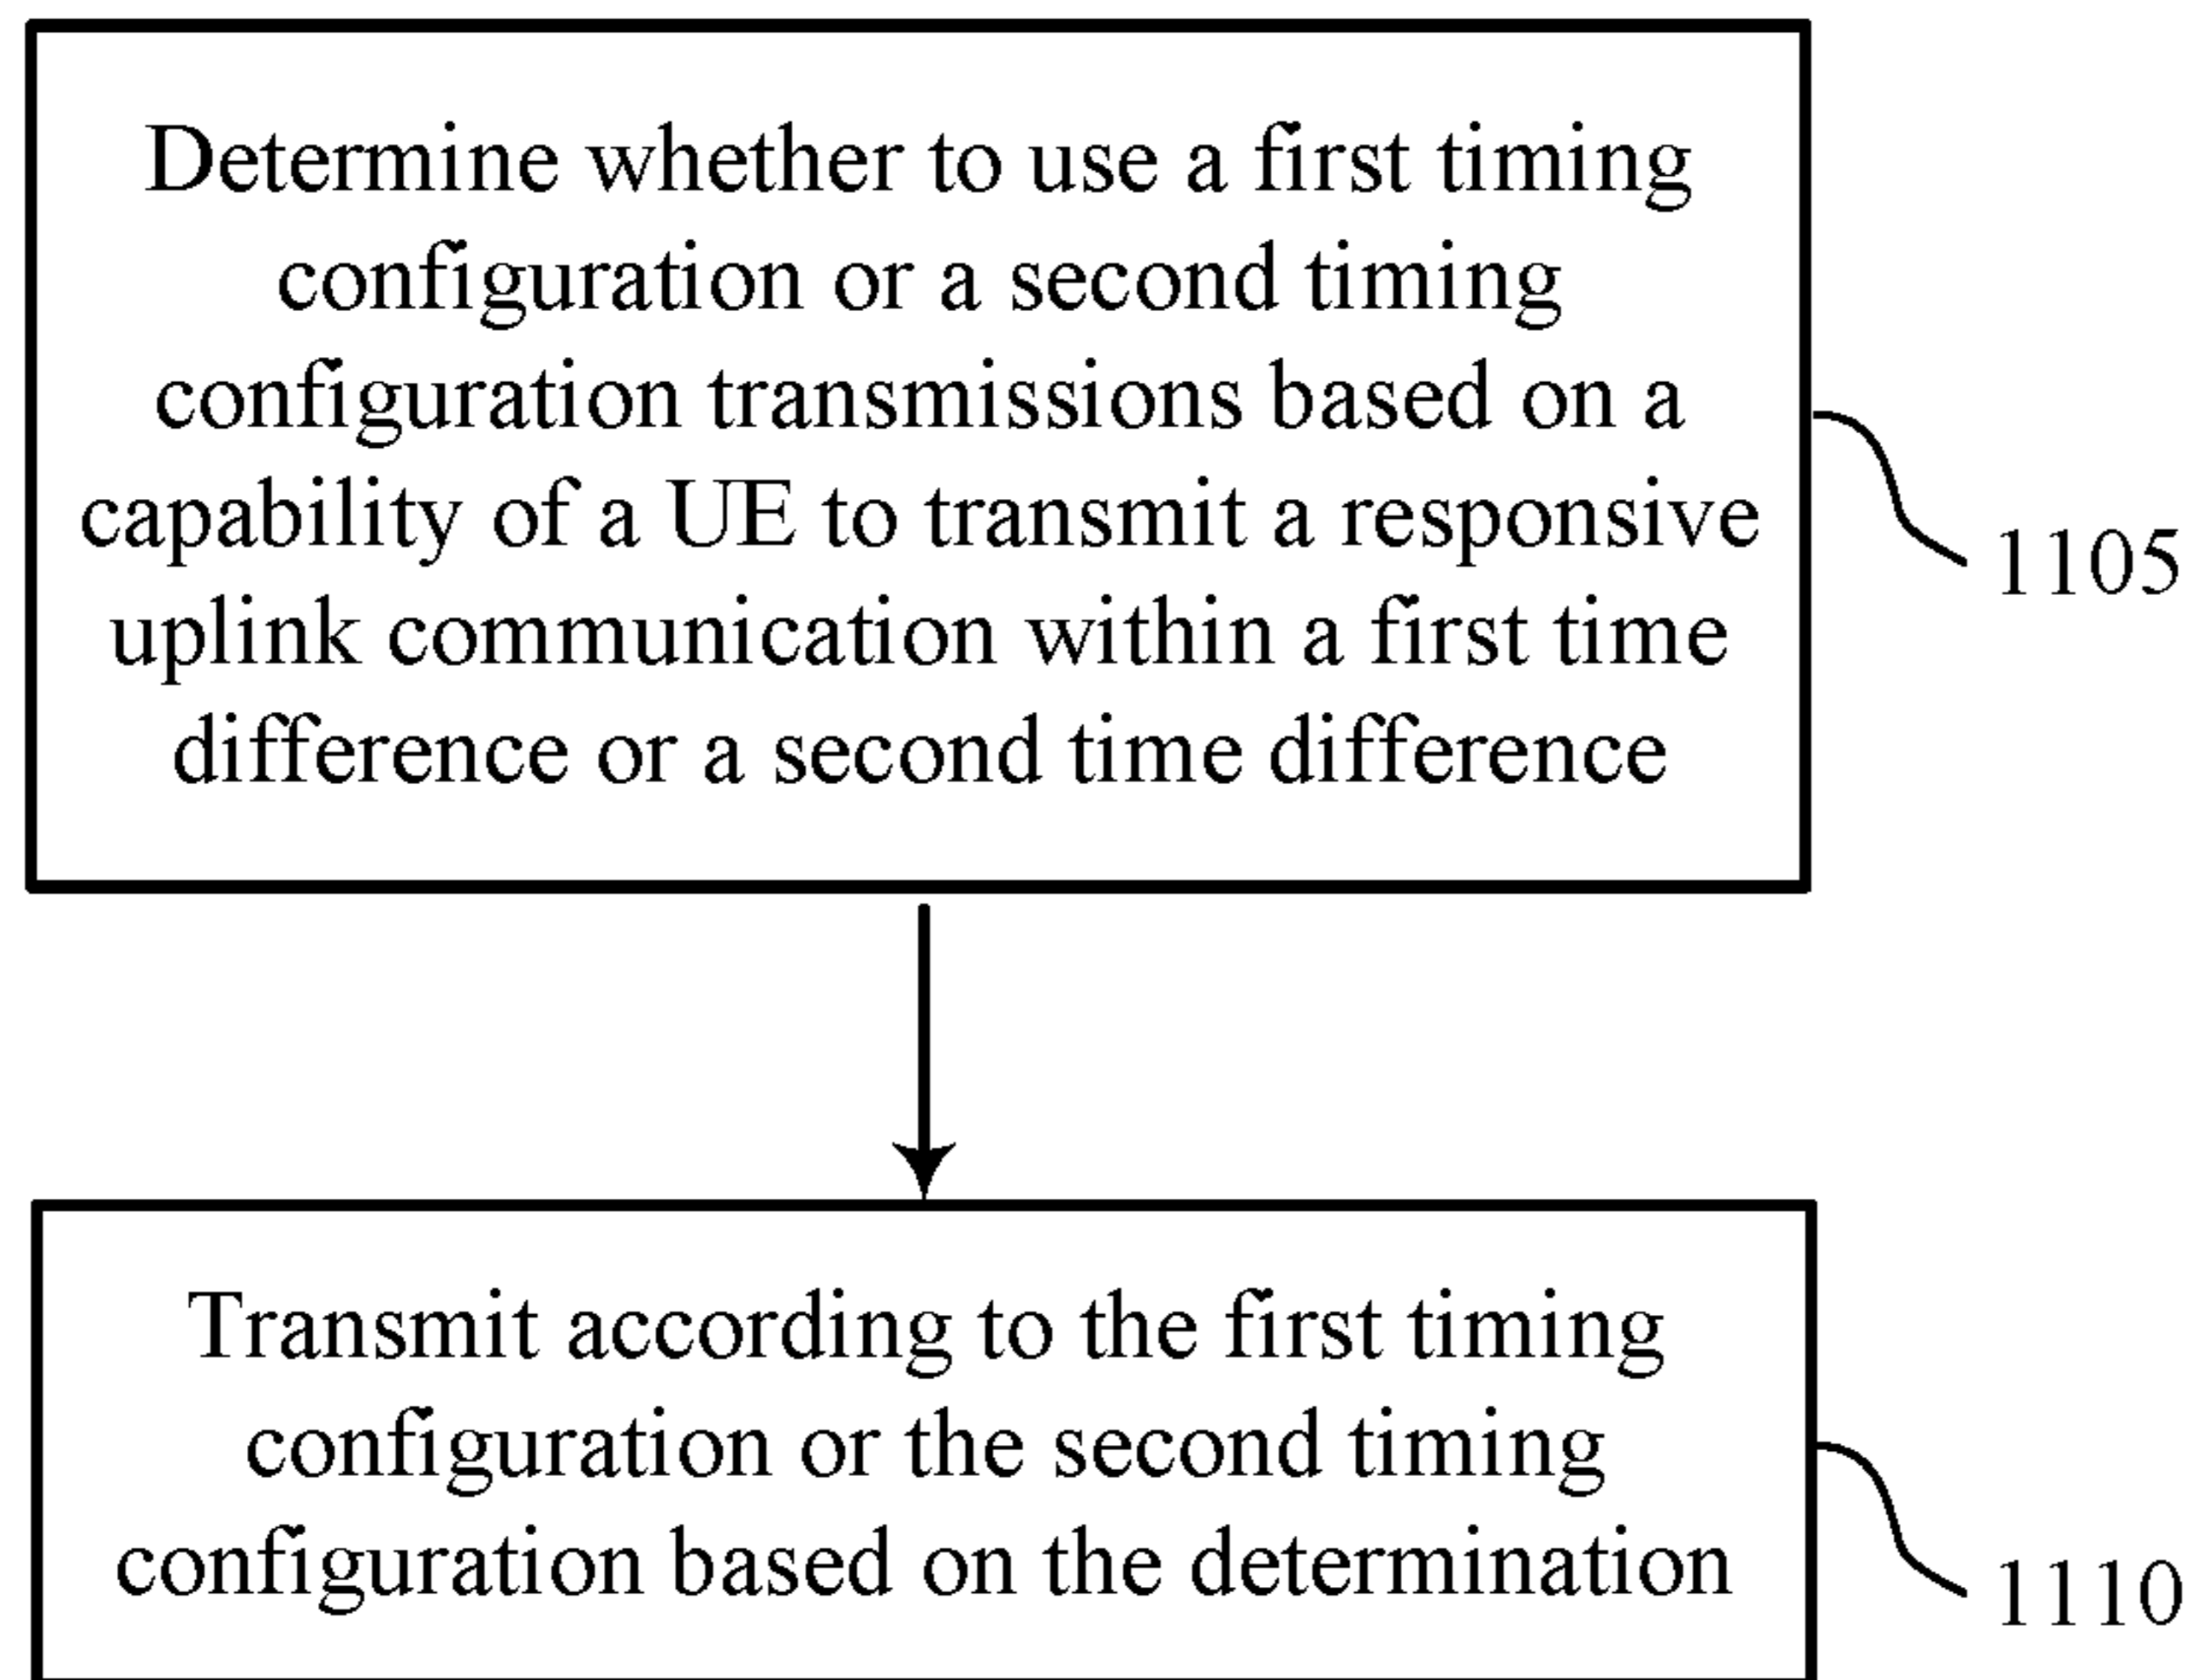 Determine whether to use a first timing
configuration or a second timing
configuration transmissions based on a
capability of a UE to transmit a responsive
uplink communication within a first time
difference or a second time difference
1105
Transmit according to the first timing
configuration or the second timing
configuration based on the determination
1110